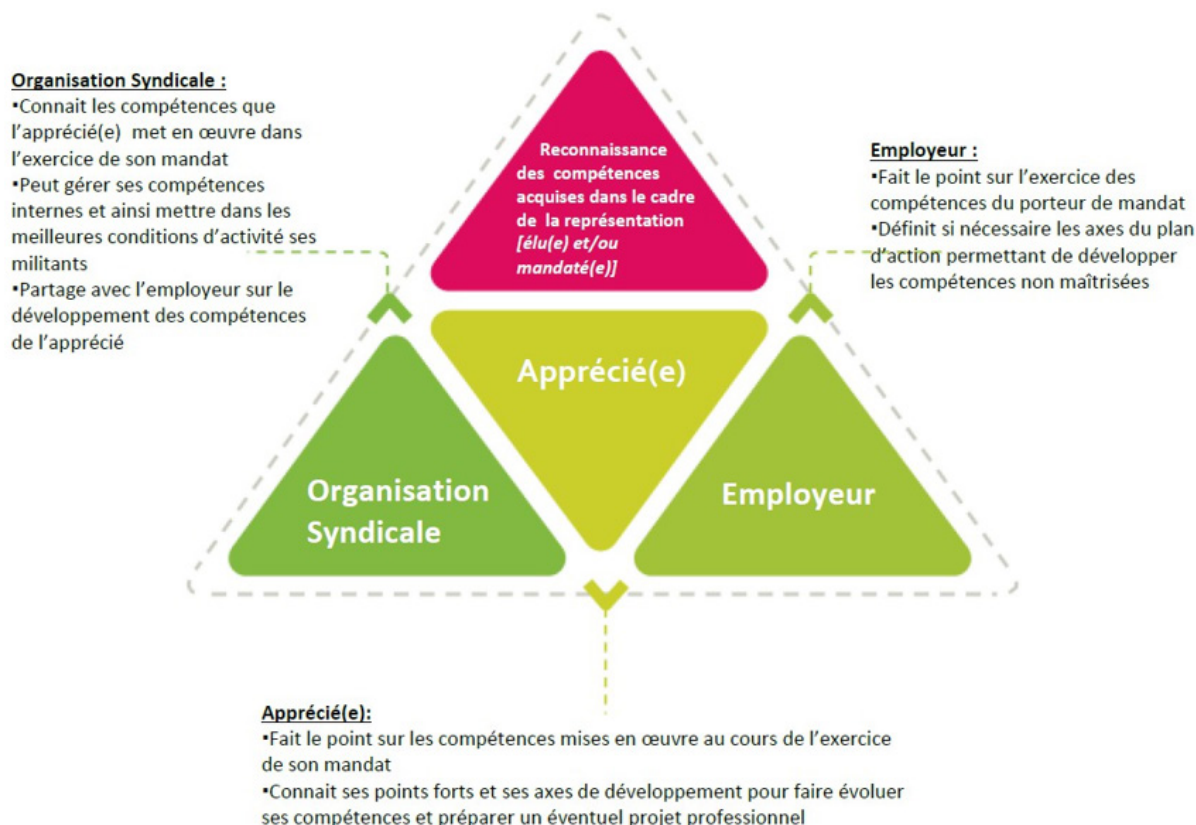 Organisation Syndicale :
•Connait les compétences que
l’apprécié(e) met en œuvre dans
l’exercice de son mandat
•Peut gérer ses compétences
internes et ainsi mettre dans les
meilleures conditions d’activité ses
militants
•Partage avec l’employeur sur le
développement des compétences
de l’apprécié
Reconnaissance
des compétences
acquises dans le cadre
de la représentation
[élu(e) et/ou
mandaté(e)]
Employeur :
•Fait le point sur l’exercice des
compétences du porteur de mandat
•Définit si nécessaire les axes du plan
d’action permettant de développer
les compétences non maîtrisées
Apprécié(e)
Organisation
Syndicale
Employeur
Apprécié(e):
•Fait le point sur les compétences mises en œuvre au cours de l’exercice
de son mandat
•Connait ses points forts et ses axes de développement pour faire évoluer
ses compétences et préparer un éventuel projet professionnel